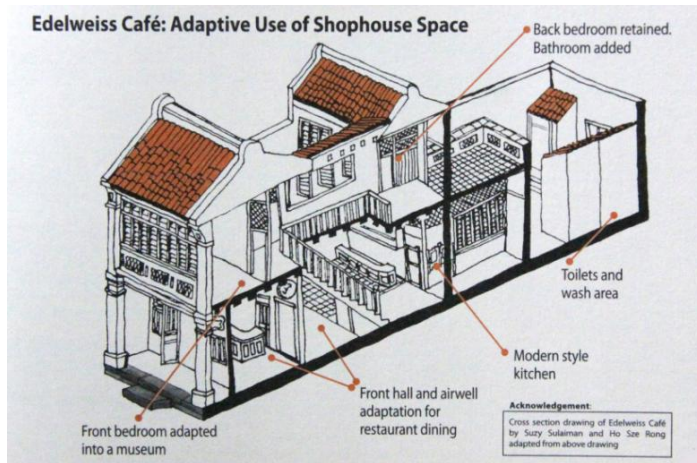 Edelweiss Café: Adaptive Use of Shophouse Space
Back bedroom retained.
Bathroom added
Toilets and
wash area
Modern style
kitchen
Front hall and airwell
adaptation for
restaurant dining
Front bedroom adapted
into a museum
Acknowledgement:
Cross section drawing of Edelweiss Café
by Suzy Sulaiman and Ho Sze Rong
adapted from above drawing